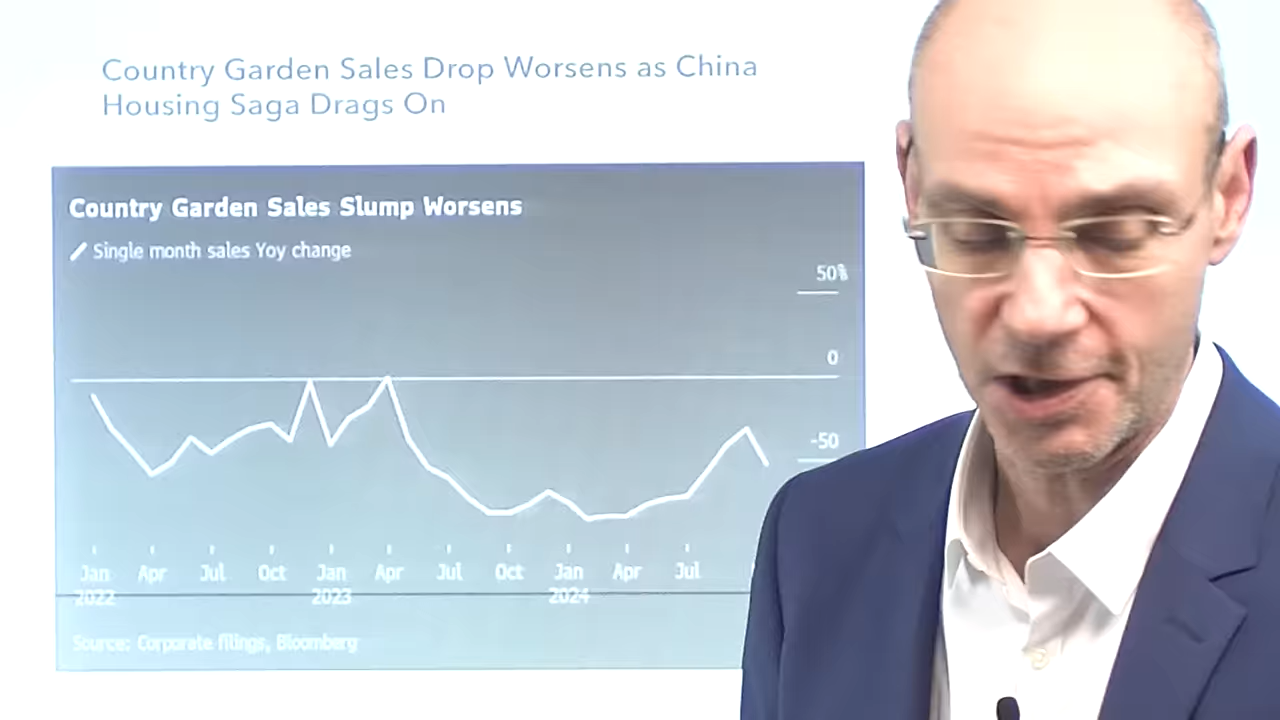 Country Garden Sales Drop Worsens as China
Housing Saga Drags On
Country Garden Sales Slump Worsens
Single month sales Yoy change
50%
0
-50
Jan Apr Jul Oct Jan Apr Jul Oct Jan Apr Jul
2022 2023 2024
Source: Corporate filings, Bloomberg